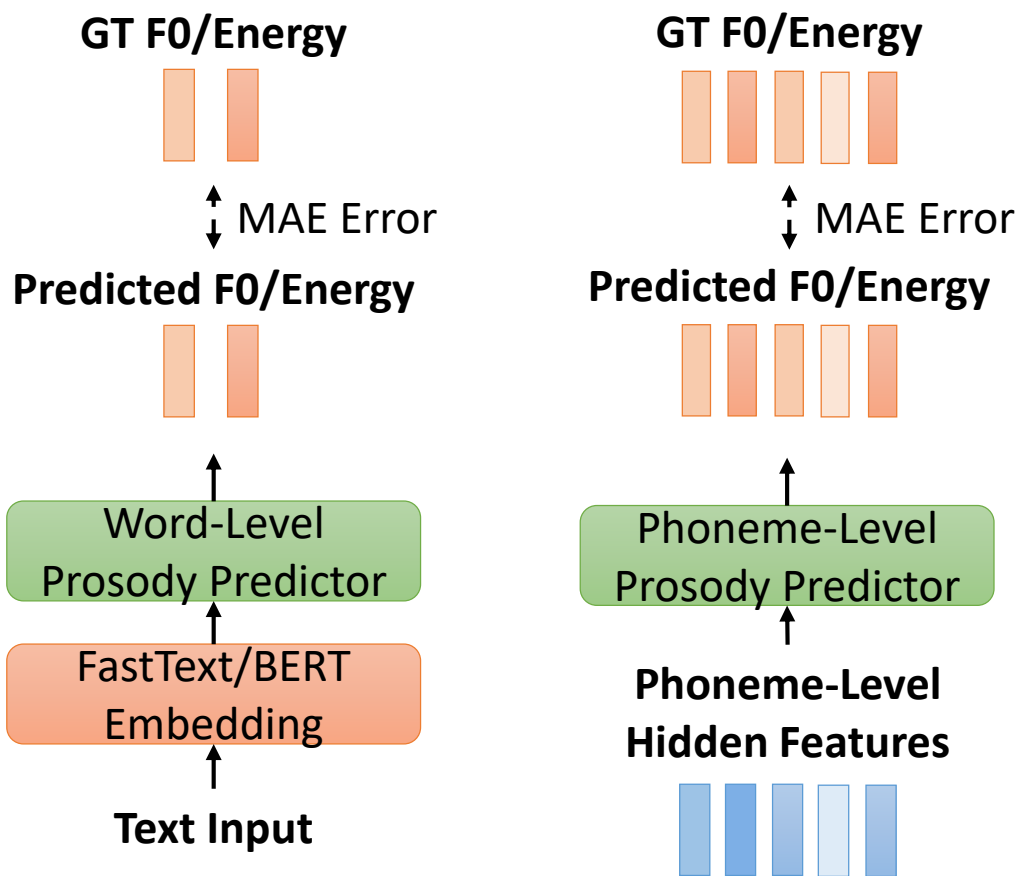 GT F0/Energy
MAE Error
Predicted F0/Energy
Word-Level
Prosody Predictor
FastText/BERT
Embedding
Text Input
GT F0/Energy
MAE Error
Predicted F0/Energy
Phoneme-Level
Prosody Predictor
Phoneme-Level
Hidden Features